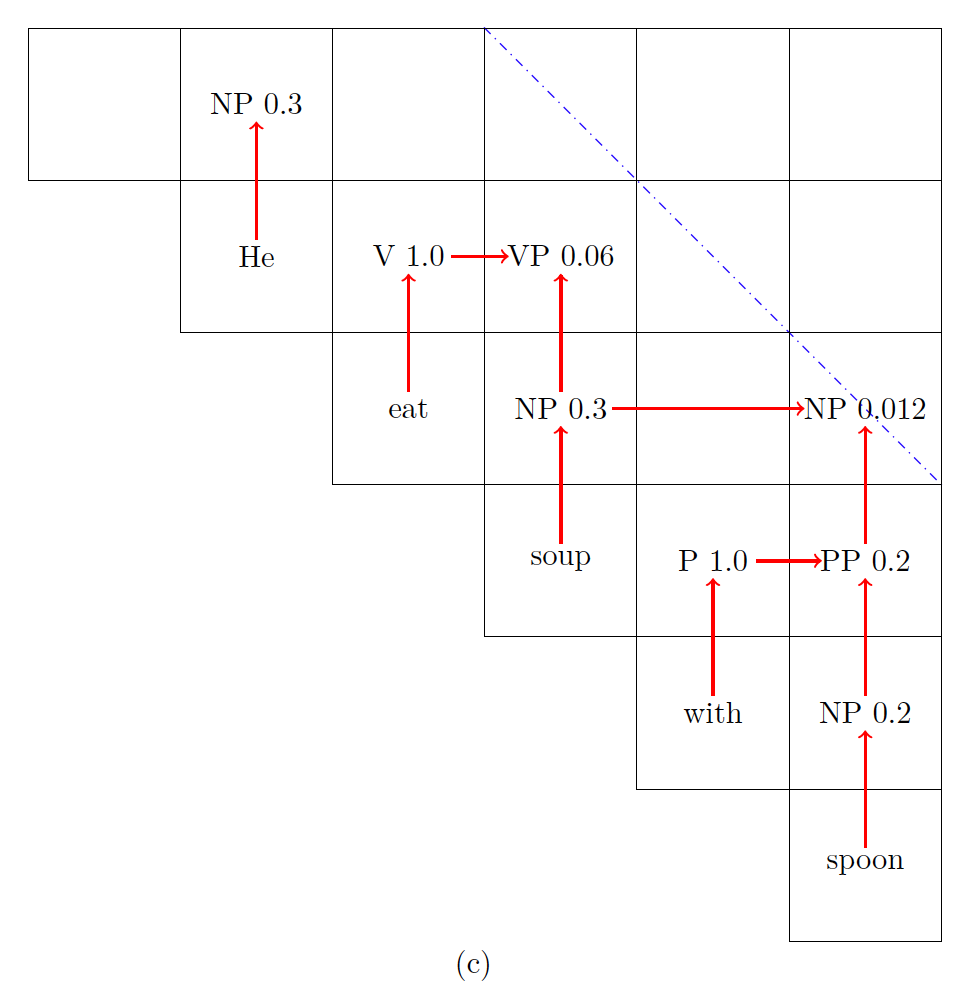 NP 0.3
He V 1.0 VP 0.06
eat NP 0.3 NP 0.012
soup P 1.0 PP 0.2
with NP 0.2
spoon
(c)